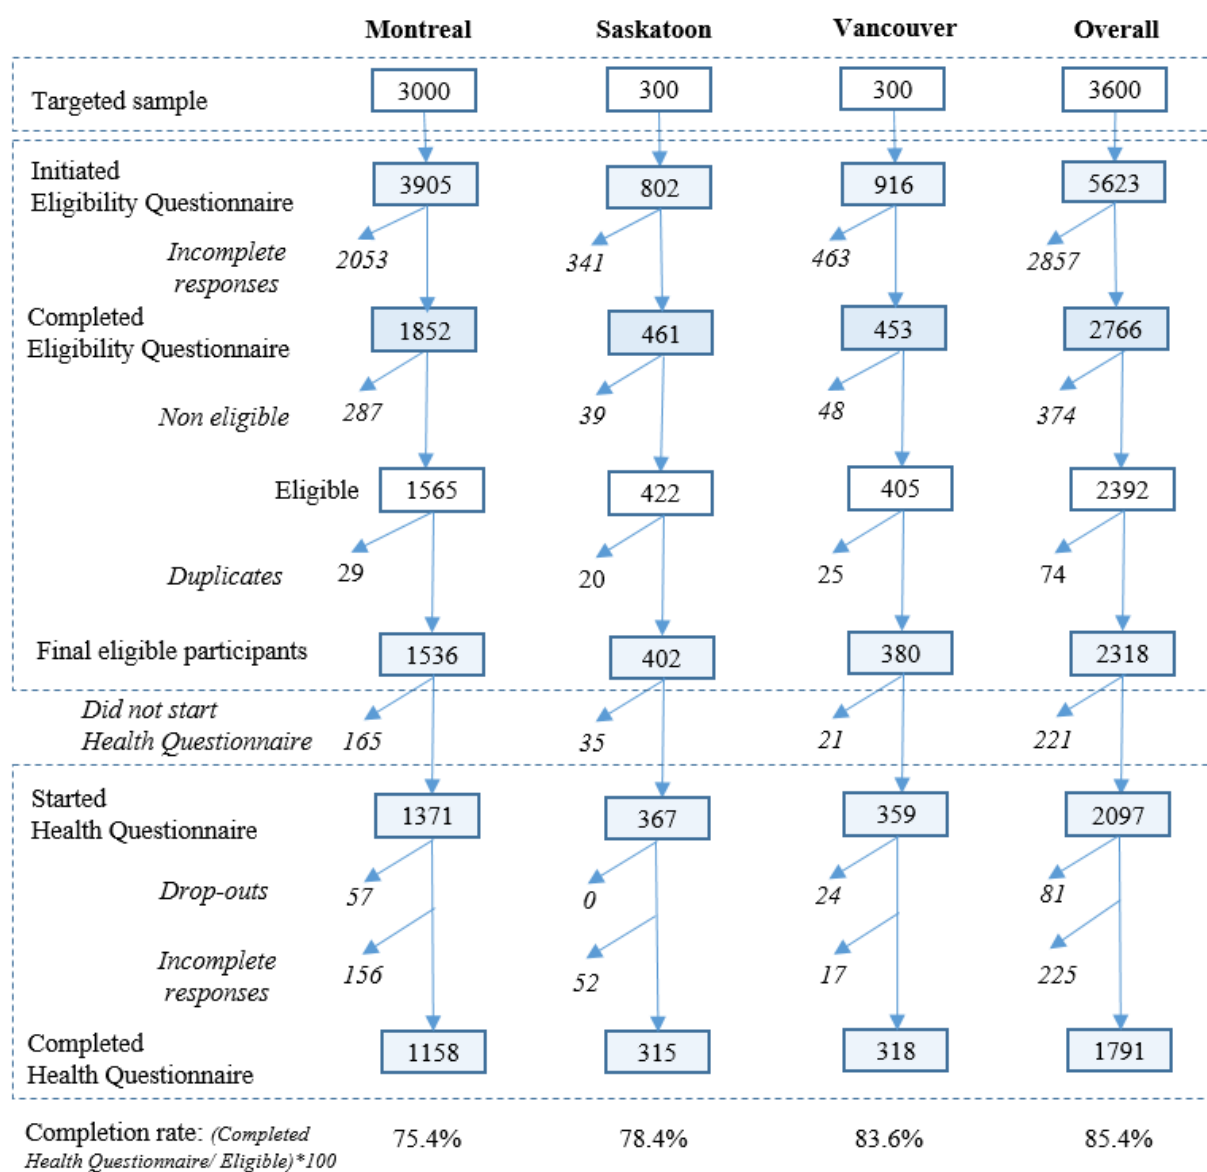 Montreal Saskatoon Vancouver Overall
Targeted sample 3000 300 300 3600
Initiated
Eligibility Questionnaire 3905 802 916 5623
Incomplete
responses 2053 341 463 2857
Completed
Eligibility Questionnaire 1852 461 453 2766
Non eligible 287 39 48 374
Eligible 1565 422 405 2392
Duplicates 29 20 25 74
Final eligible participants 1536 402 380 2318
Did not start
Health Questionnaire 165 35 21 221
Started
Health Questionnaire 1371 367 359 2097
Drop-outs 57 0 24 81
Incomplete
responses 156 52 17 225
Completed
Health Questionnaire 1158 315 318 1791
Completion rate: (Completed 75.4% 78.4% 83.6% 85.4%
Health Questionnaire/ Eligible)*100